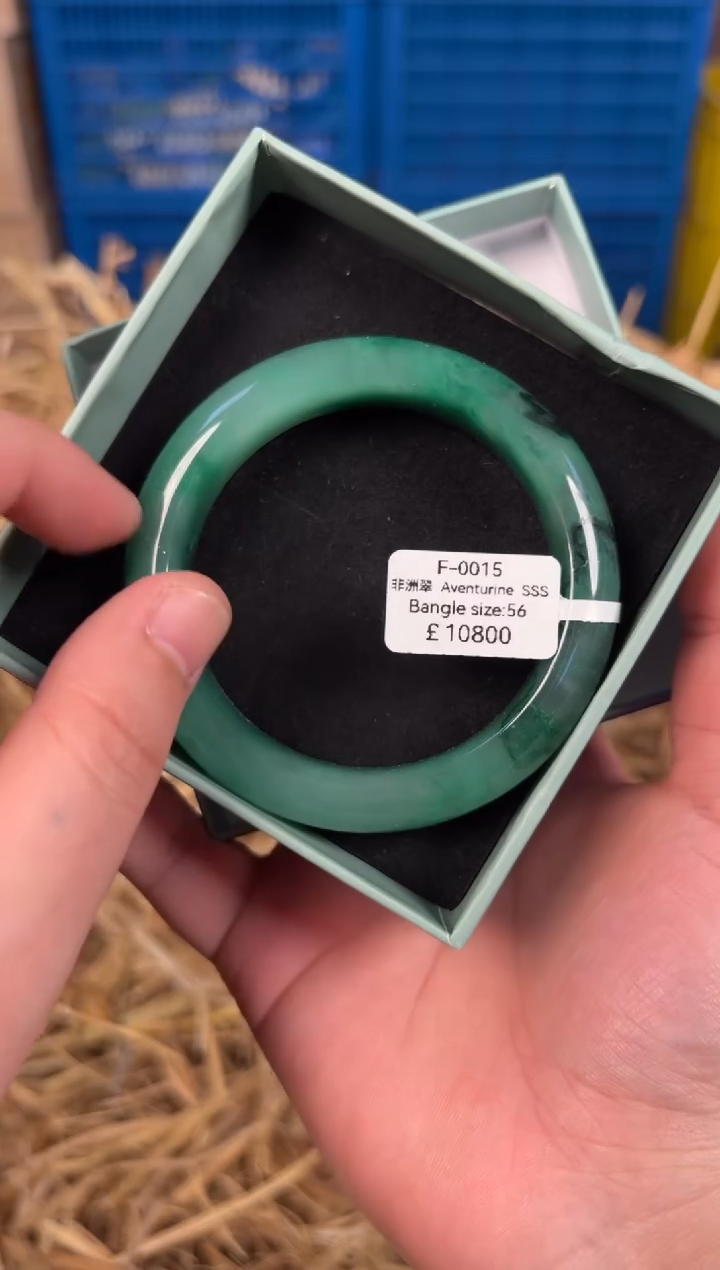 F-0015
非洲翠 Aventurine SSS
Bangle size:56
£10800